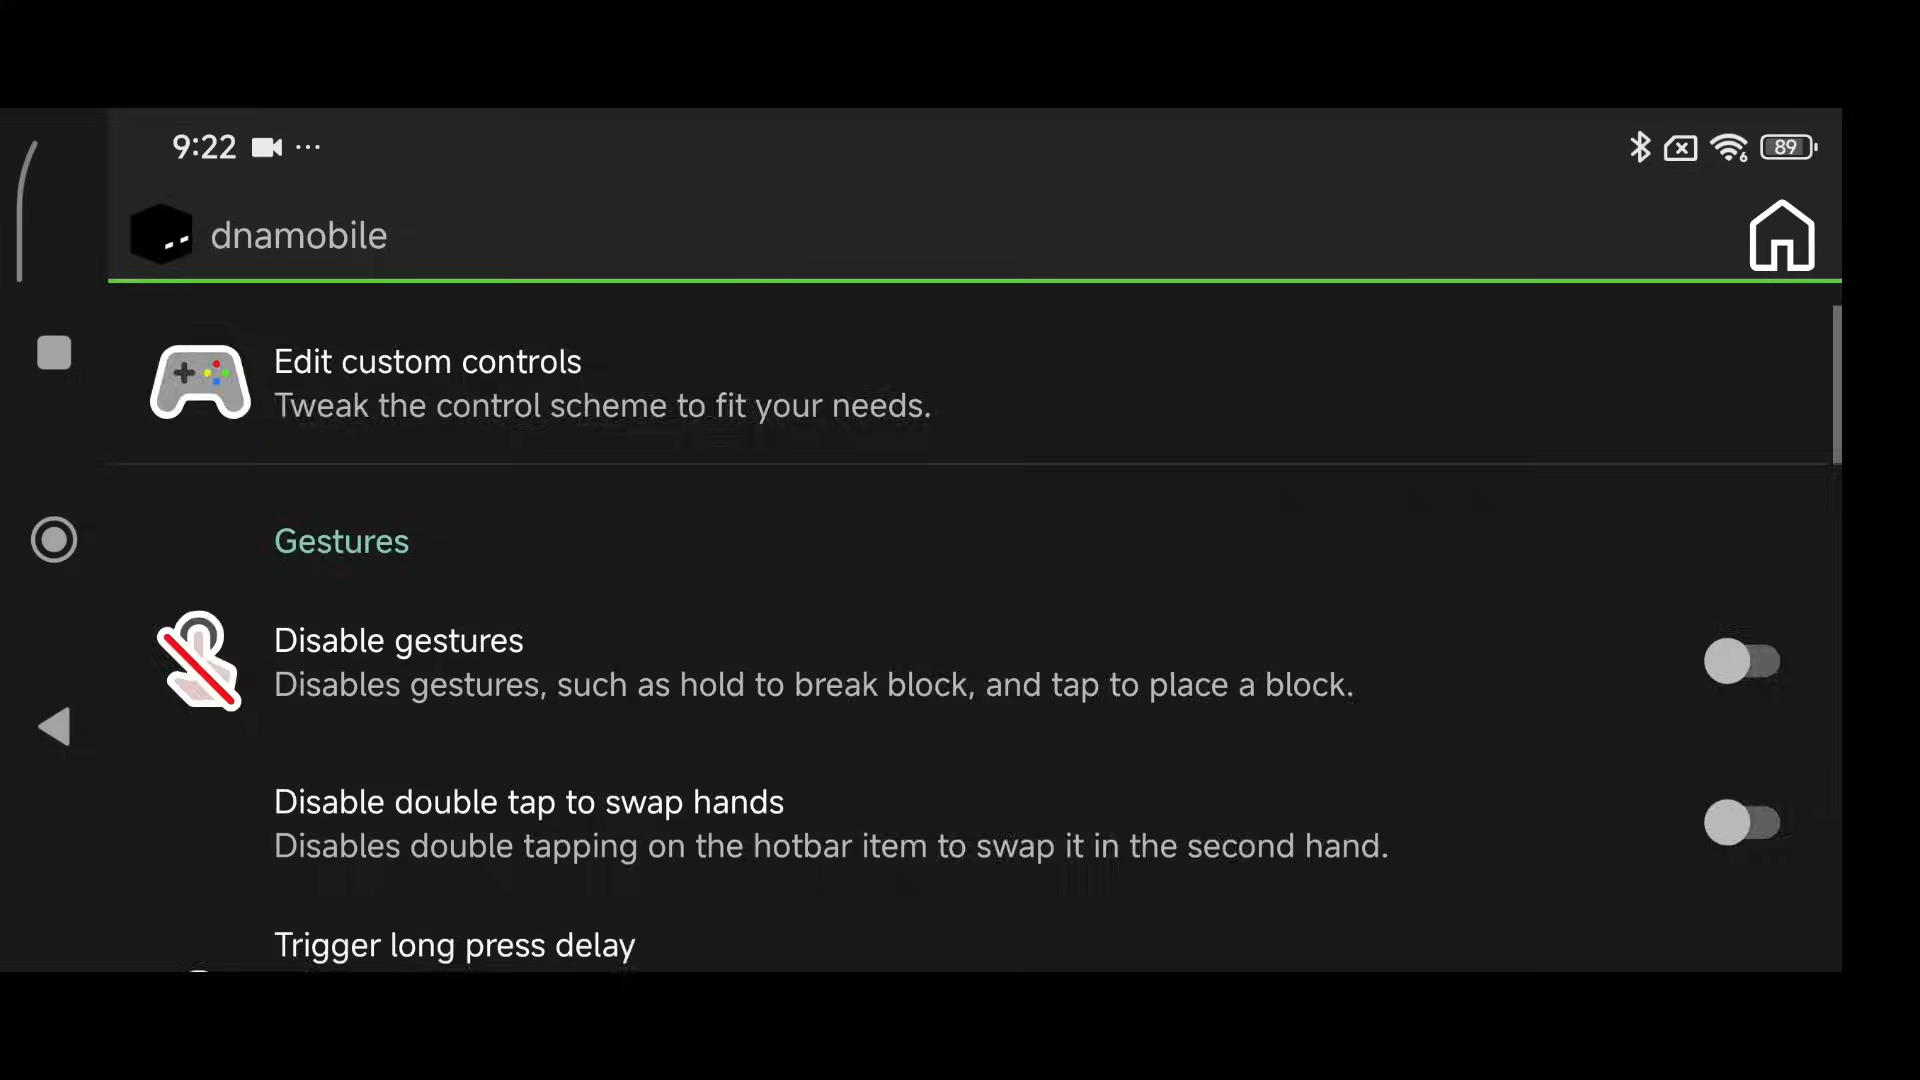 9:22
6
89
dnamobile
Edit custom controls
Tweak the control scheme to fit your needs.
Gestures
Disable gestures
Disables gestures, such as hold to break block, and tap to place a block.
Disable double tap to swap hands
Disables double tapping on the hotbar item to swap it in the second hand.
Trigger long press delay